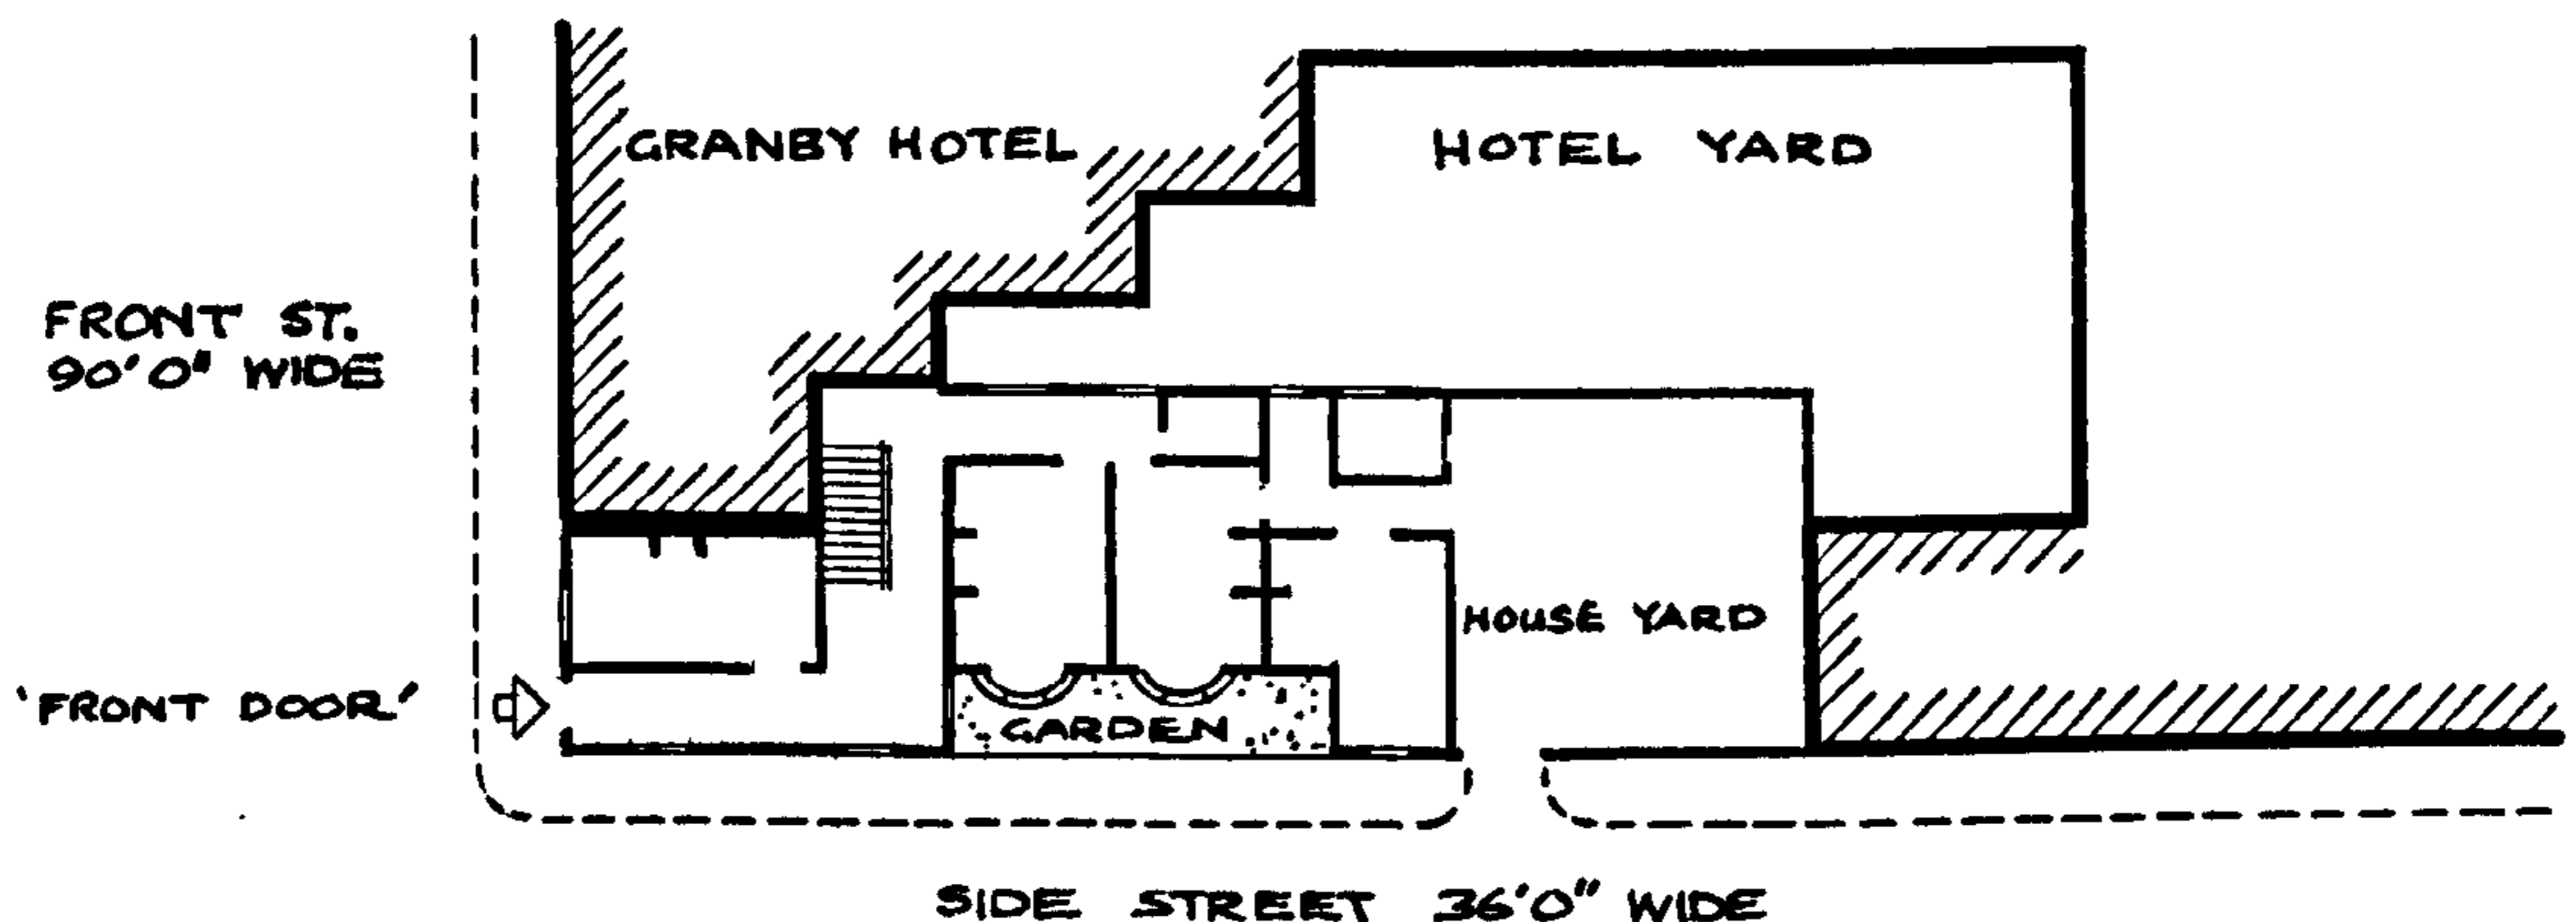 GRANBY HOTEL
HOTEL YARD
FRONT ST.
90'0" WIDE
HOUSE YARD
'FRONT DOOR'
GARDEN
SIDE STREET 36'0" WIDE